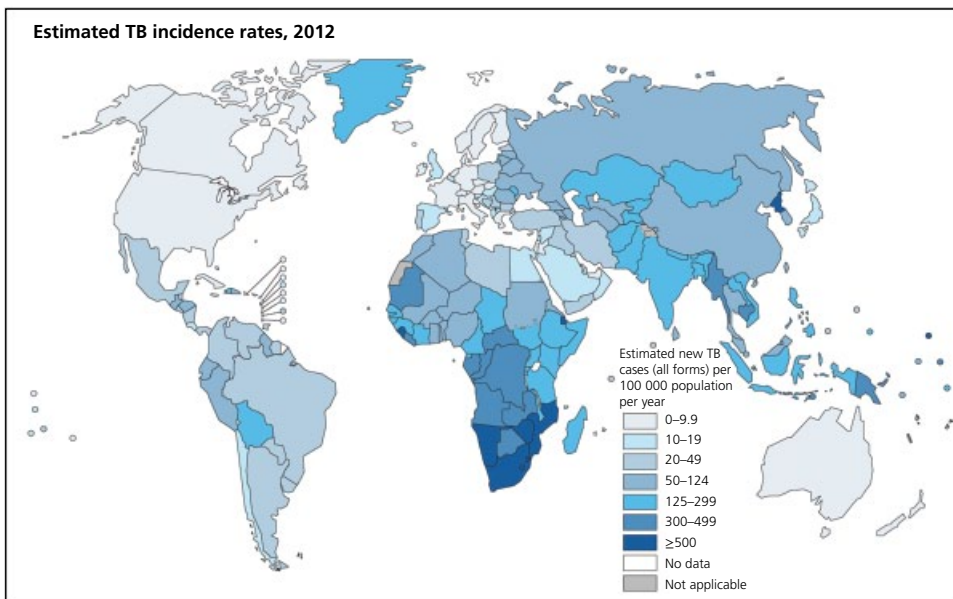 Estimated TB incidence rates, 2012
Estimated new TB
cases (all forms) per
100 000 population
per year
0–9.9
10–19
20–49
50–124
125–299
300–499
≥500
No data
Not applicable